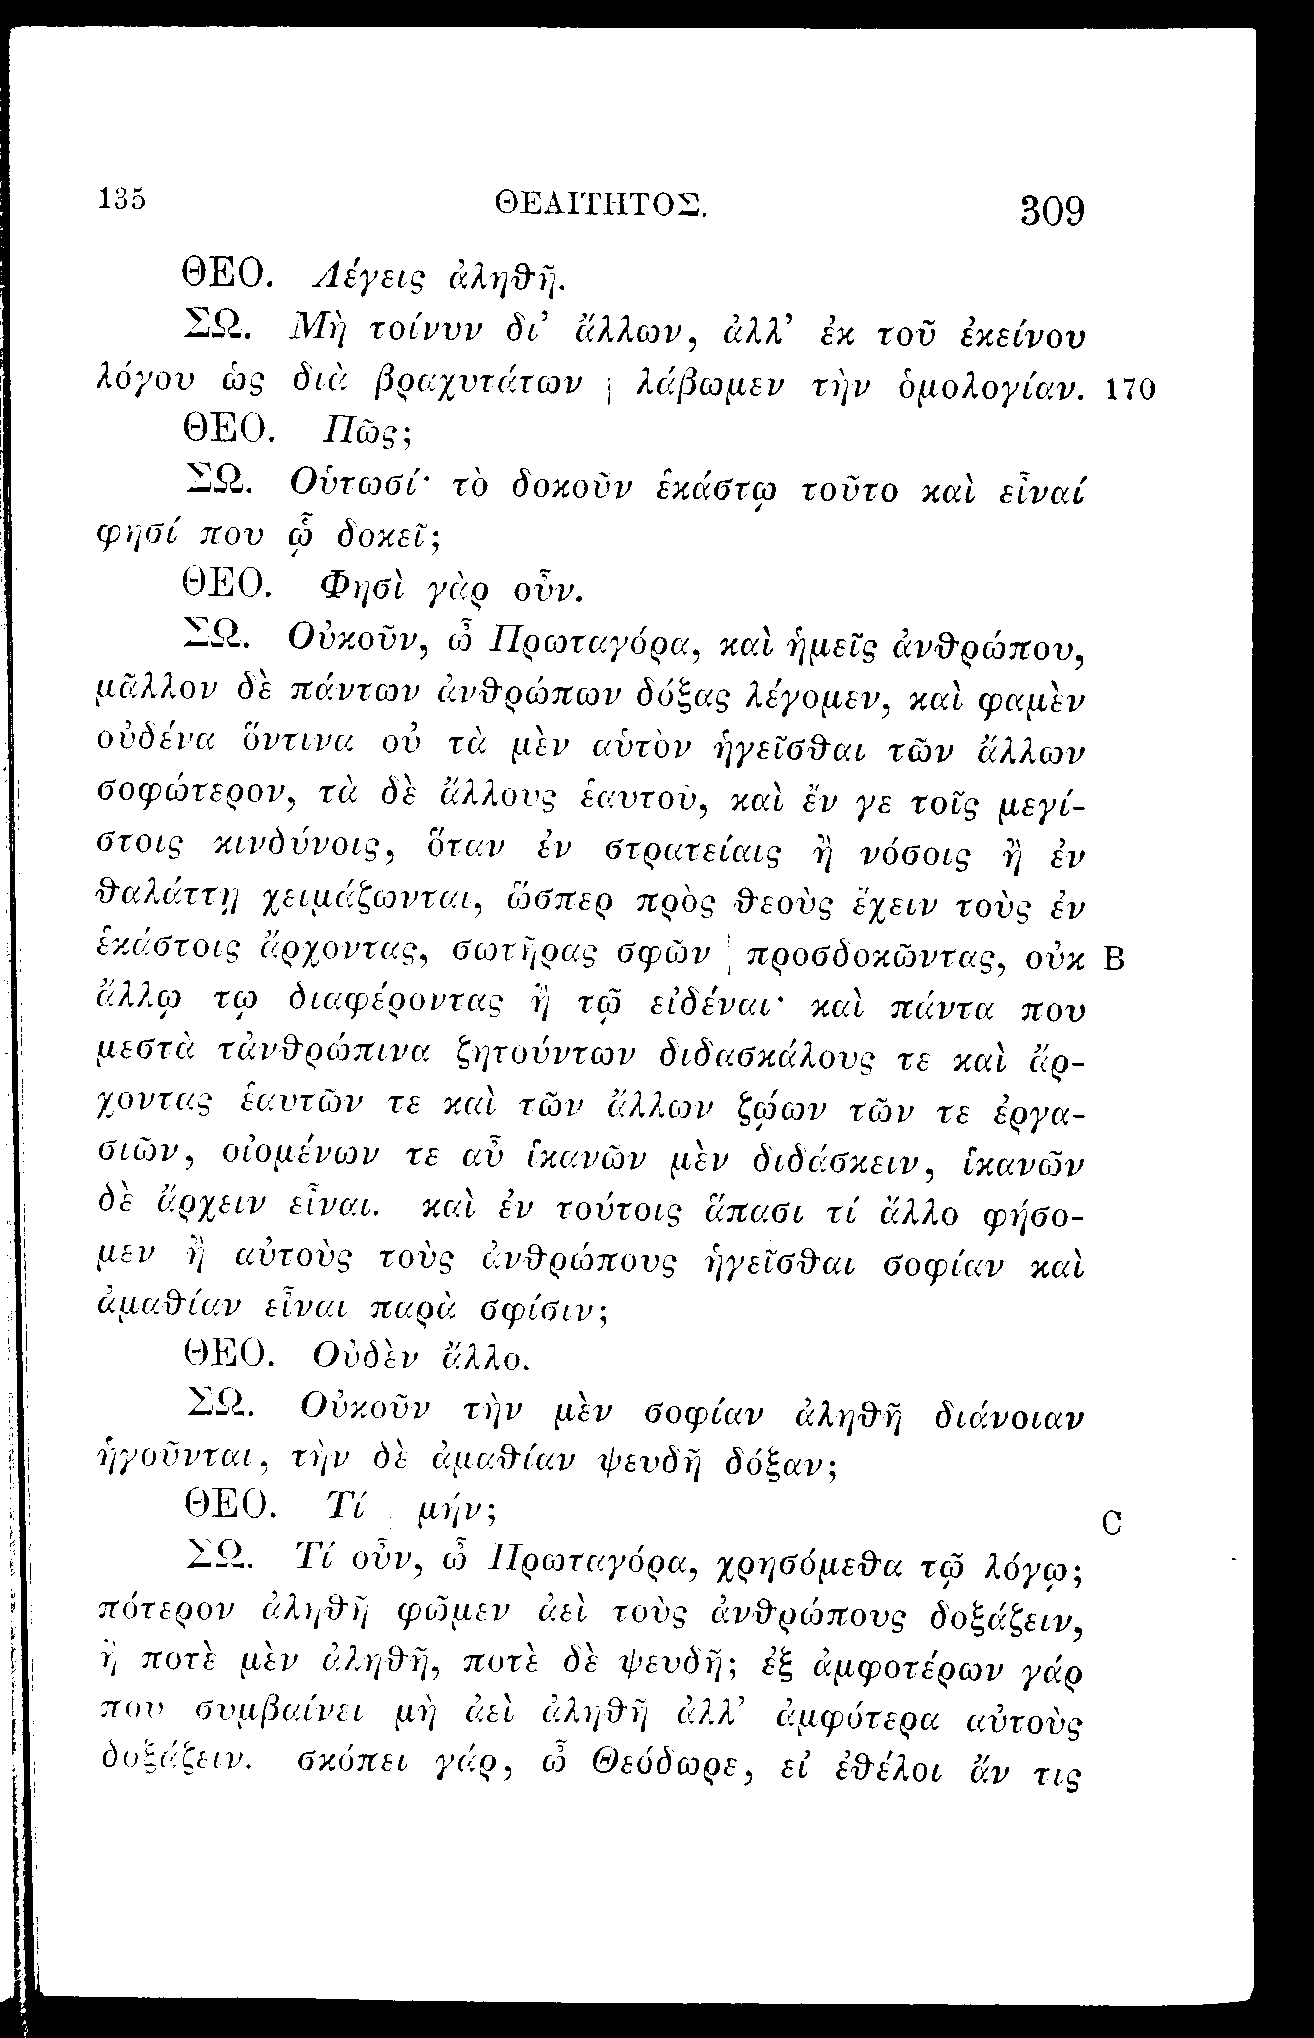 135 ΘΕΑΙΤΗΤΟΣ. 309
ΘΕΟ. Λέγεις ἀληϑῆ.
ΣΩ. Μὴ τοίνυν δι’ ἄλλων, ἀλλ’ ἐκ τοῦ ἐκείνου
λόγου ὡς διὰ βραχυτάτων | λάβωμεν τὴν ὁμολογίαν. 170
ΘΕΟ. Πῶς;
ΣΩ. Οὑτωσί· τὸ δοκοῦν ἑκάστῳ τοῦτο καὶ εἶναί
φησί που ᾧ δοκεῖ;
ΘΕΟ. Φησὶ γὰρ οὖν.
ΣΩ. Οὐκοῦν, ὦ Πρωταγόρα, καὶ ἡμεῖς ἀνϑρώπου,
μᾶλλον δὲ πάντων ἀνϑρώπων δόξας λέγομεν, καὶ φαμὲν
οὐδένα ὅντινα οὐ τὰ μὲν αὑτὸν ἡγεῖσϑαι τῶν ἄλλων
σοφώτερον, τὰ δὲ ἄλλους ἑαυτοῦ, καὶ ἔν γε τοῖς μεγί-
στοις κινδύνοις, ὅταν ἐν στρατείαις ἢ νόσοις ἢ ἐν
ϑαλάττῃ χειμάζωνται, ὥσπερ πρὸς ϑεοὺς ἔχειν τοὺς ἐν
ἑκάστοις ἄρχοντας, σωτῆρας σφῶν | προσδοκῶντας, οὐκ B
ἄλλῳ τῳ διαφέροντας ἢ τῷ εἰδέναι· καὶ πάντα που
μεστὰ τἀνϑρώπινα ζητούντων διδασκάλους τε καὶ ἄρ-
χοντας ἑαυτῶν τε καὶ τῶν ἄλλων ζῴων τῶν τε ἐργα-
σιῶν, οἰομένων τε αὖ ἱκανῶν μὲν διδάσκειν, ἱκανῶν
δὲ ἄρχειν εἶναι. καὶ ἐν τούτοις ἅπασι τί ἄλλο φήσο-
μεν ἢ αὐτοὺς τοὺς ἀνϑρώπους ἡγεῖσϑαι σοφίαν καὶ
ἀμαϑίαν εἶναι παρὰ σφίσιν;
ΘΕΟ. Οὐδὲν ἄλλο.
ΣΩ. Οὐκοῦν τὴν μὲν σοφίαν ἀληϑῆ διάνοιαν
ἡγοῦνται, τὴν δὲ ἀμαϑίαν ψευδῆ δόξαν;
ΘΕΟ. Τί μήν; C
ΣΩ. Τί οὖν, ὦ Πρωταγόρα, χρησόμεϑα τῷ λόγῳ;
πότερον ἀληϑῆ φῶμεν ἀεὶ τοὺς ἀνϑρώπους δοξάζειν,
ἢ ποτὲ μὲν ἀληϑῆ, ποτὲ δὲ ψευδῆ; ἐξ ἀμφοτέρων γάρ
που συμβαίνει μὴ ἀεὶ ἀληϑῆ ἀλλ’ ἀμφότερα αὐτοὺς
δοξάζειν. σκόπει γάρ, ὦ Θεόδωρε, εἰ ἐϑέλοι ἄν τις